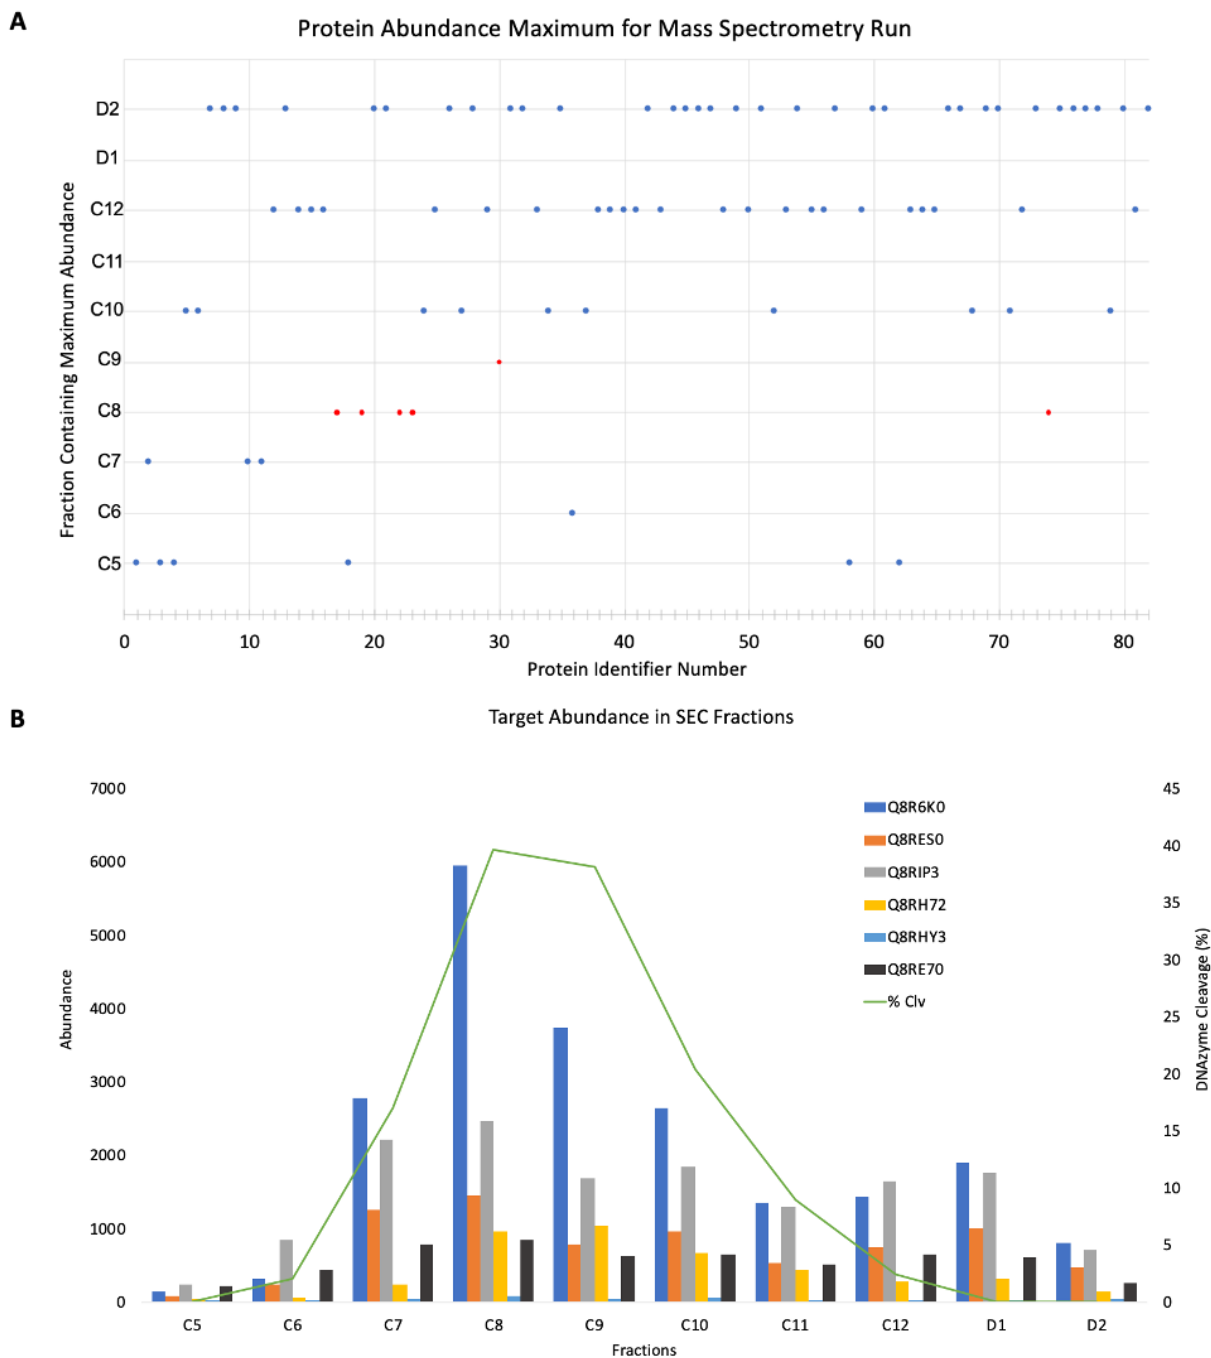 A
Protein Abundance Maximum for Mass Spectrometry Run
Fraction Containing Maximum Abundance
D2
D1
C12
C11
C10
C9
C8
C7
C6
C5
0 10 20 30 40 50 60 70 80
Protein Identifier Number
B
Target Abundance in SEC Fractions
Abundance
7000
6000
5000
4000
3000
2000
1000
0
Q8R6K0
Q8RES0
Q8RIP3
Q8RH72
Q8RHY3
Q8RE70
% Clv
45
40
35
30
25
20
15
10
5
0
DNAzyme Cleavage (%)
C5 C6 C7 C8 C9 C10 C11 C12 D1 D2
Fractions